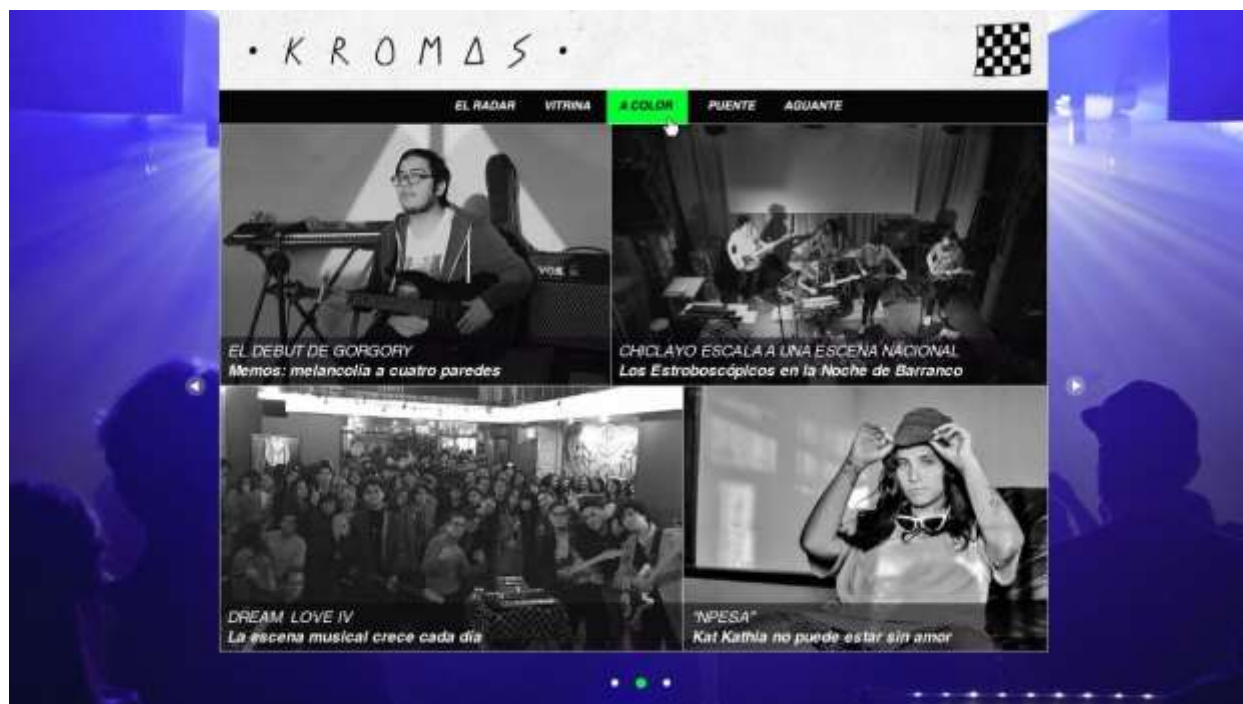 • K R O M A S •
EL RADAR VITRINA A COLOR PUENTE AGUANTE
VOX
EL DEBUT DE GORGORY
Memos: melancolía a cuatro paredes
CHICLAYO ESCALA A UNA ESCENA NACIONAL
Los Estroboscópicos en la Noche de Barranco
DREAM LOVE IV
La escena musical crece cada día
"NPESA"
Kat Kathia no puede estar sin amor